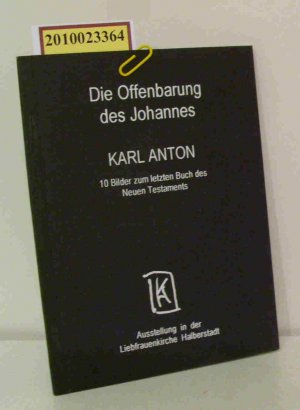 2010023364
Die Offenbarung
des Johannes
KARL ANTON
10 Bilder zum letzten Buch des
Neuen Testaments
KA
Ausstellung in der
Liebfrauenkirche Halberstadt